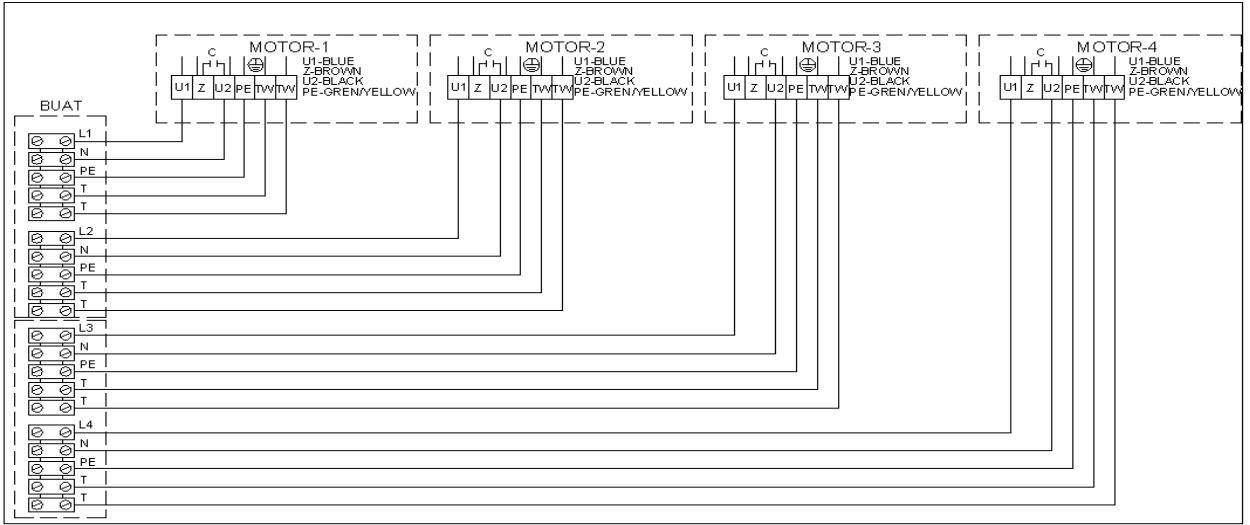 MOTOR-1
C
U1-BLUE
Z-BROWN
U2-BLACK
PE-GREN/YELLOW
U1 Z U2 PE TW TW
MOTOR-2
C
U1-BLUE
Z-BROWN
U2-BLACK
PE-GREN/YELLOW
U1 Z U2 PE TW TW
MOTOR-3
C
U1-BLUE
Z-BROWN
U2-BLACK
PE-GREN/YELLOW
U1 Z U2 PE TW TW
MOTOR-4
C
U1-BLUE
Z-BROWN
U2-BLACK
PE-GREN/YELLOW
U1 Z U2 PE TW TW
BUAT
L1
N
PE
T
T
L2
N
PE
T
T
L3
N
PE
T
T
L4
N
PE
T
T